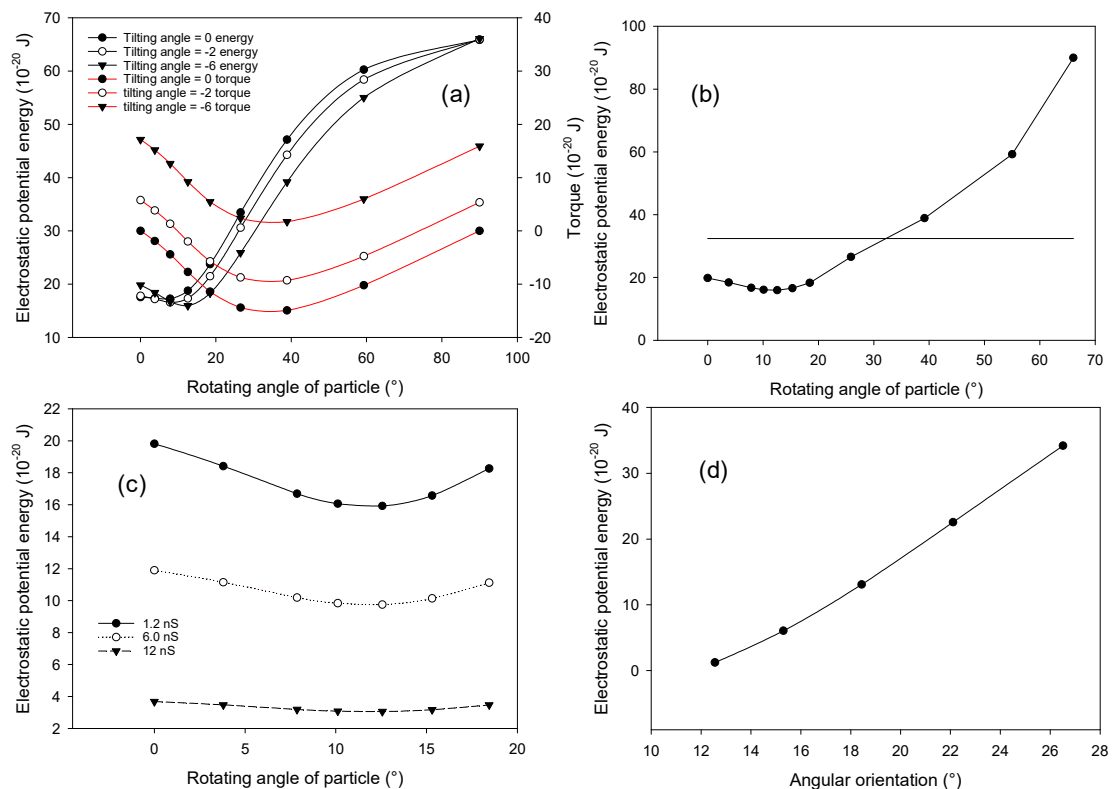 70
60
50
40
30
20
10
Electrostatic potential energy (10-20 J)
Tilting angle = 0 energy
Tilting angle = -2 energy
Tilting angle = -6 energy
Tilting angle = 0 torque
tilting angle = -2 torque
tilting angle = -6 torque
(a)
40
30
20
10
0
-10
-20
Torque (10-20 J)
0 20 40 60 80 100
Rotating angle of particle (°)
100
80
60
40
20
0
Electrostatic potential energy (10-20 J)
(b)
0 10 20 30 40 50 60 70
Rotating angle of particle (°)
22
20
18
16
14
12
10
8
6
4
2
Electrostatic potential energy (10-20 J)
(c)
1.2 nS
6.0 nS
12 nS
0 5 10 15 20
Rotating angle of particle (°)
40
30
20
10
0
Electrostatic potential energy (10-20 J)
(d)
10 12 14 16 18 20 22 24 26 28
Angular orientation (°)